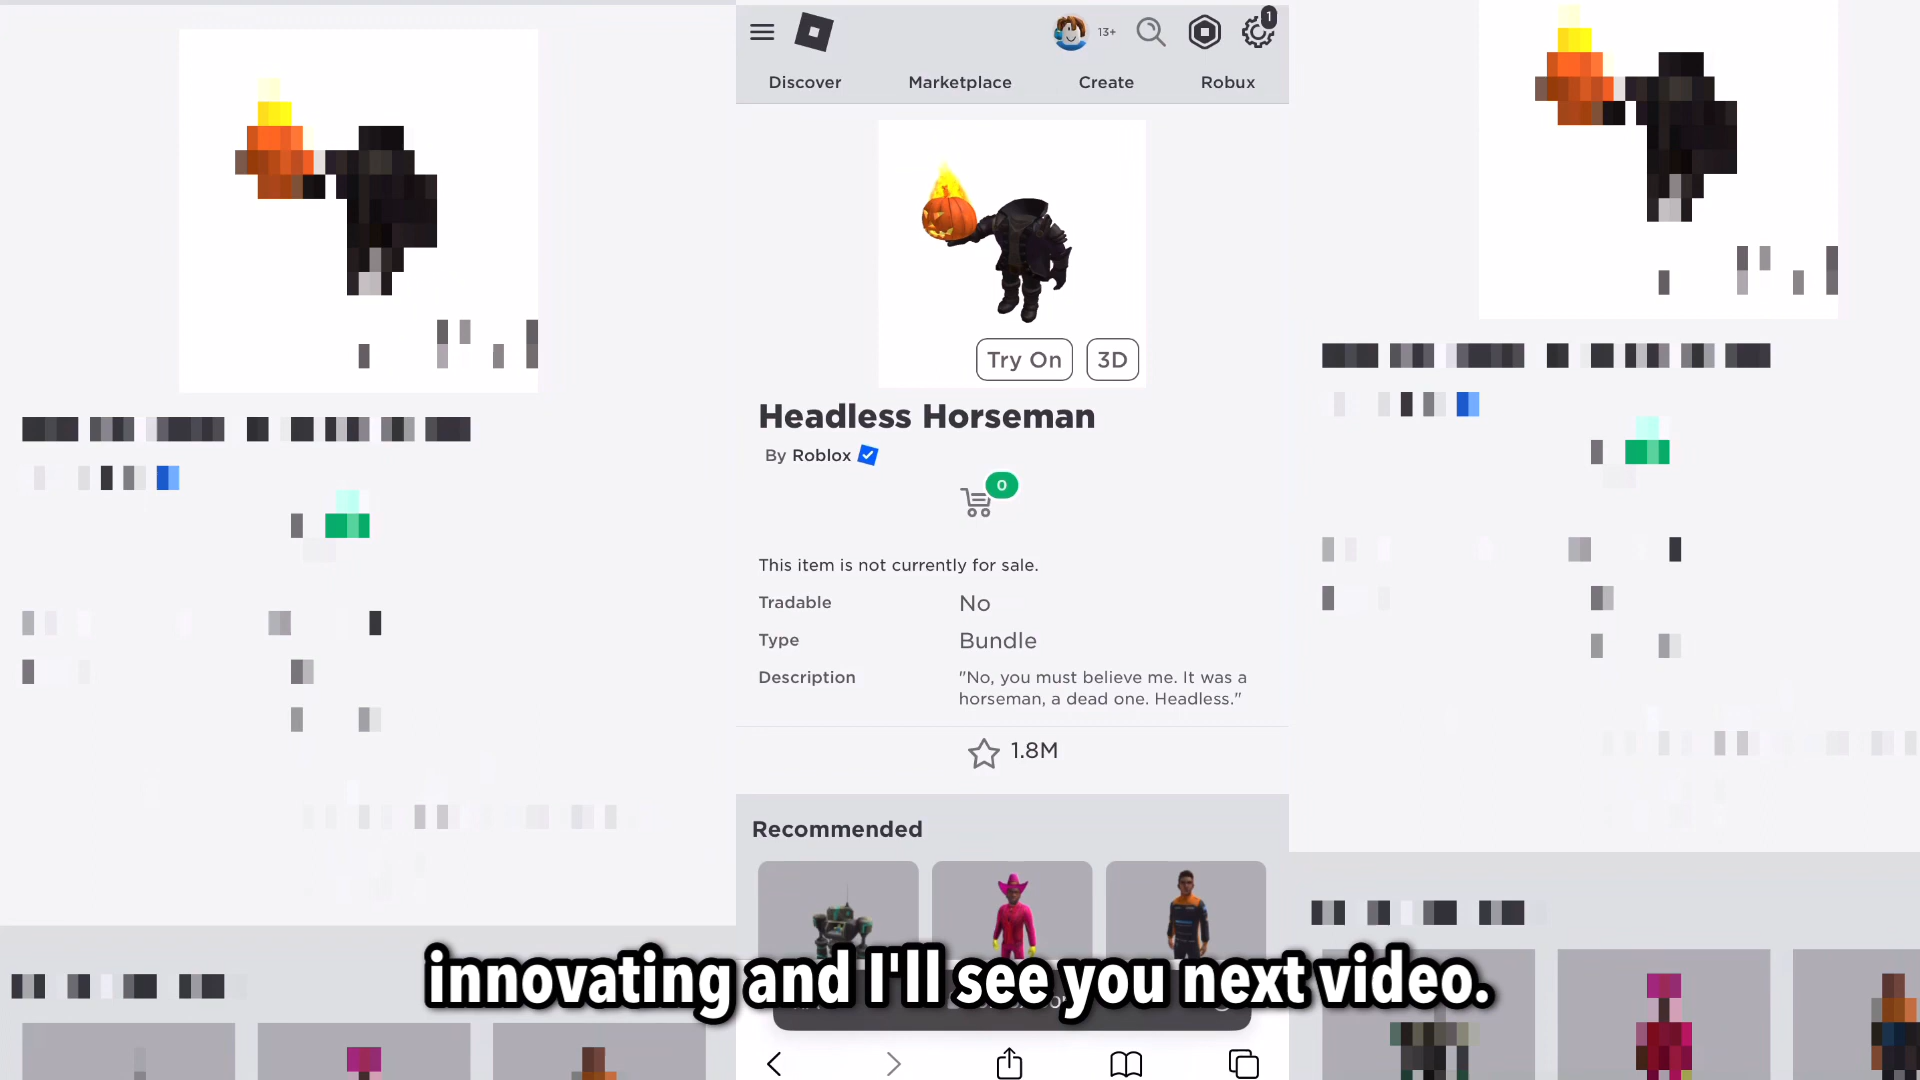 13+
1
Discover Marketplace Create Robux
Try On 3D
Headless Horseman
By Roblox
0
This item is not currently for sale.
Tradable No
Type Bundle
Description "No, you must believe me. It was a
horseman, a dead one. Headless."
1.8M
Recommended
innovating and I'll see you next video.